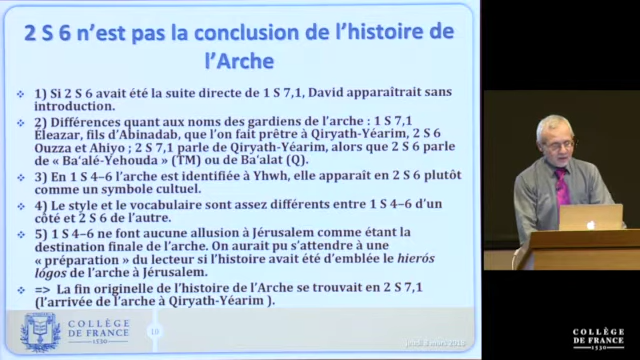 2 S 6 n'est pas la conclusion de l'histoire de
l'Arche
1) Si 2 S 6 avait été la suite directe de 1 S 7,1, David apparaîtrait sans
introduction.
2) Différences quant aux noms des gardiens de l'arche : 1 S 7,1
Eléazar, fils d'Abinadab, que l'on fait prêtre à Qiryath-Yéarim, 2 S 6
Ouzza et Ahiyo ; 2 S 7,1 parle de Qiryath-Yéarim, alors que 2 S 6 parle
de « Ba'alé-Yehouda » (TM) ou de Ba'alat (Q).
3) En 1 S 4–6 l'arche est identifiée à Yhwh, elle apparaît en 2 S 6 plutôt
comme un symbole cultuel.
4) Le style et le vocabulaire sont assez différents entre 1 S 4–6 d'un
côté et 2 S 6 de l'autre.
5) 1 S 4–6 ne font aucune allusion à Jérusalem comme étant la
destination finale de l'arche. On aurait pu s'attendre à une
« préparation » du lecteur si l'histoire avait été d'emblée le hierós
lógos de l'arche à Jérusalem.
=> La fin originelle de l'histoire de l'Arche se trouvait en 2 S 7,1
(l'arrivée de l'arche à Qiryath-Yéarim ).
COLLÈGE
DE FRANCE
1530
10
jeudi 3 mars 2016
COLLÈGE
DE FRANCE
1530